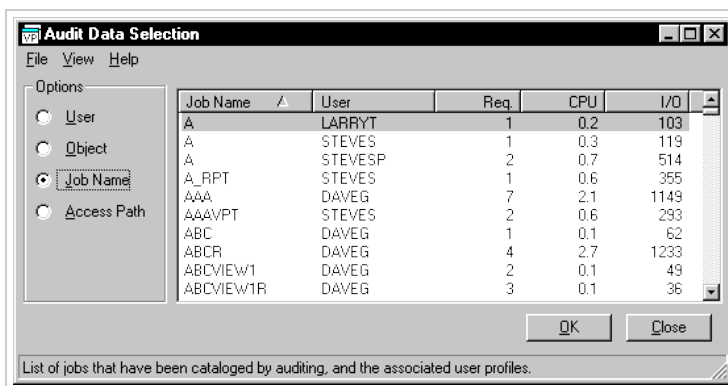 VP Audit Data Selection
File View Help
Options
User
Object
Job Name
Access Path
Job Name User Req. CPU I/O
A LARRYT 1 0.2 103
A STEVES 1 0.3 119
A STEVESP 2 0.7 514
A_RPT STEVES 1 0.6 355
AAA DAVEG 7 2.1 1149
AAAVPT STEVES 2 0.6 293
ABC DAVEG 1 0.1 62
ABCR DAVEG 4 2.7 1233
ABCVIEW1 DAVEG 2 0.1 49
ABCVIEW1R DAVEG 3 0.1 36
OK Close
List of jobs that have been cataloged by auditing, and the associated user profiles.